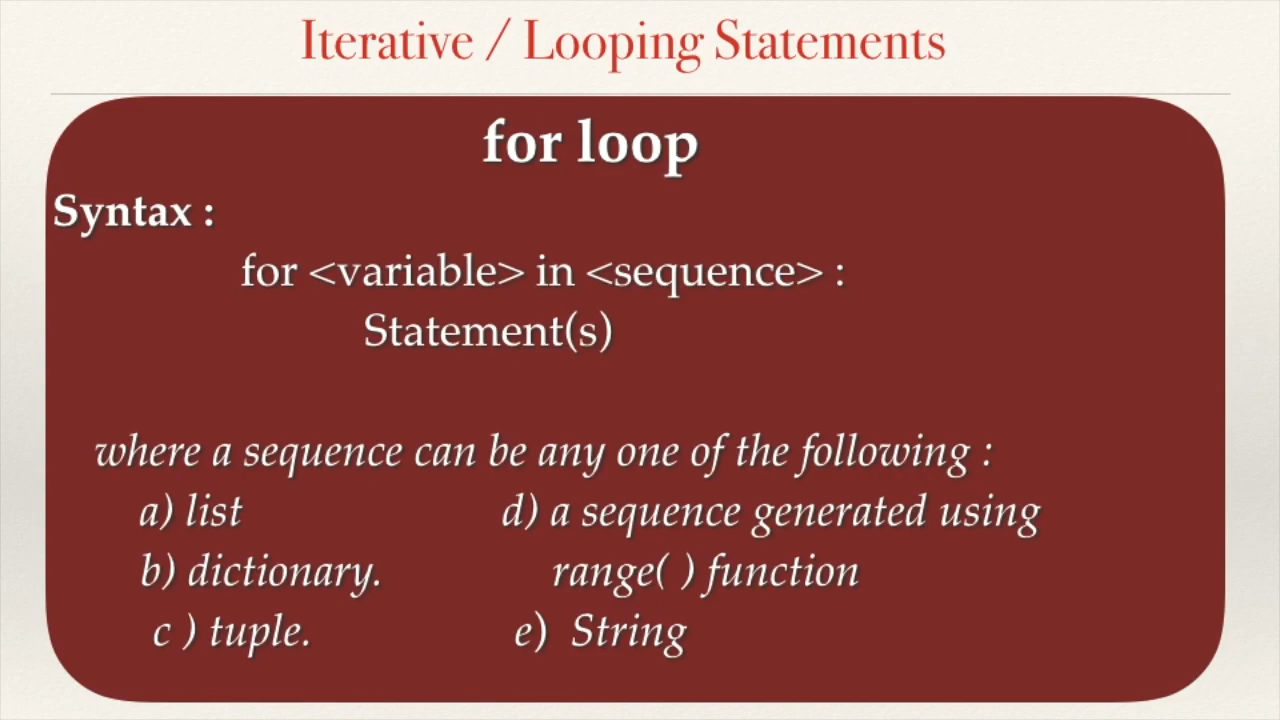 Iterative / Looping Statements
for loop
Syntax :
for <variable> in <sequence> :
Statement(s)
where a sequence can be any one of the following :
a) list d) a sequence generated using
b) dictionary. range( ) function
c ) tuple. e) String